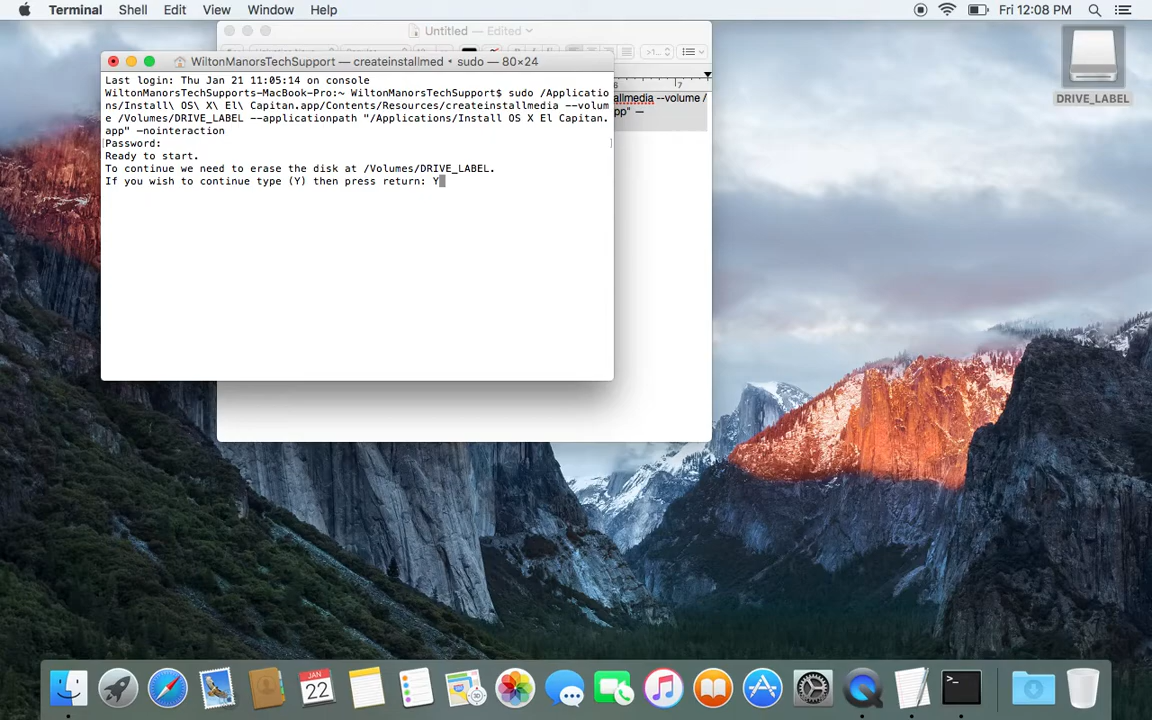 Terminal Shell Edit View Window Help Fri 12:08 PM
Untitled — Edited
WiltonManorsTechSupport — createinstallmed • sudo — 80×24
Last login: Thu Jan 21 11:05:14 on console
WiltonManorsTechSupports-MacBook-Pro:~ WiltonManorsTechSupport$ sudo /Applicatio
ns/Install\ OS\ X\ El\ Capitan.app/Contents/Resources/createinstallmedia --volum
e /Volumes/DRIVE_LABEL --applicationpath "/Applications/Install OS X El Capitan.
app" —nointeraction
Password:
Ready to start.
To continue we need to erase the disk at /Volumes/DRIVE_LABEL.
If you wish to continue type (Y) then press return: Y
7
allmedia --volume /
app" —
DRIVE_LABEL
JAN
22